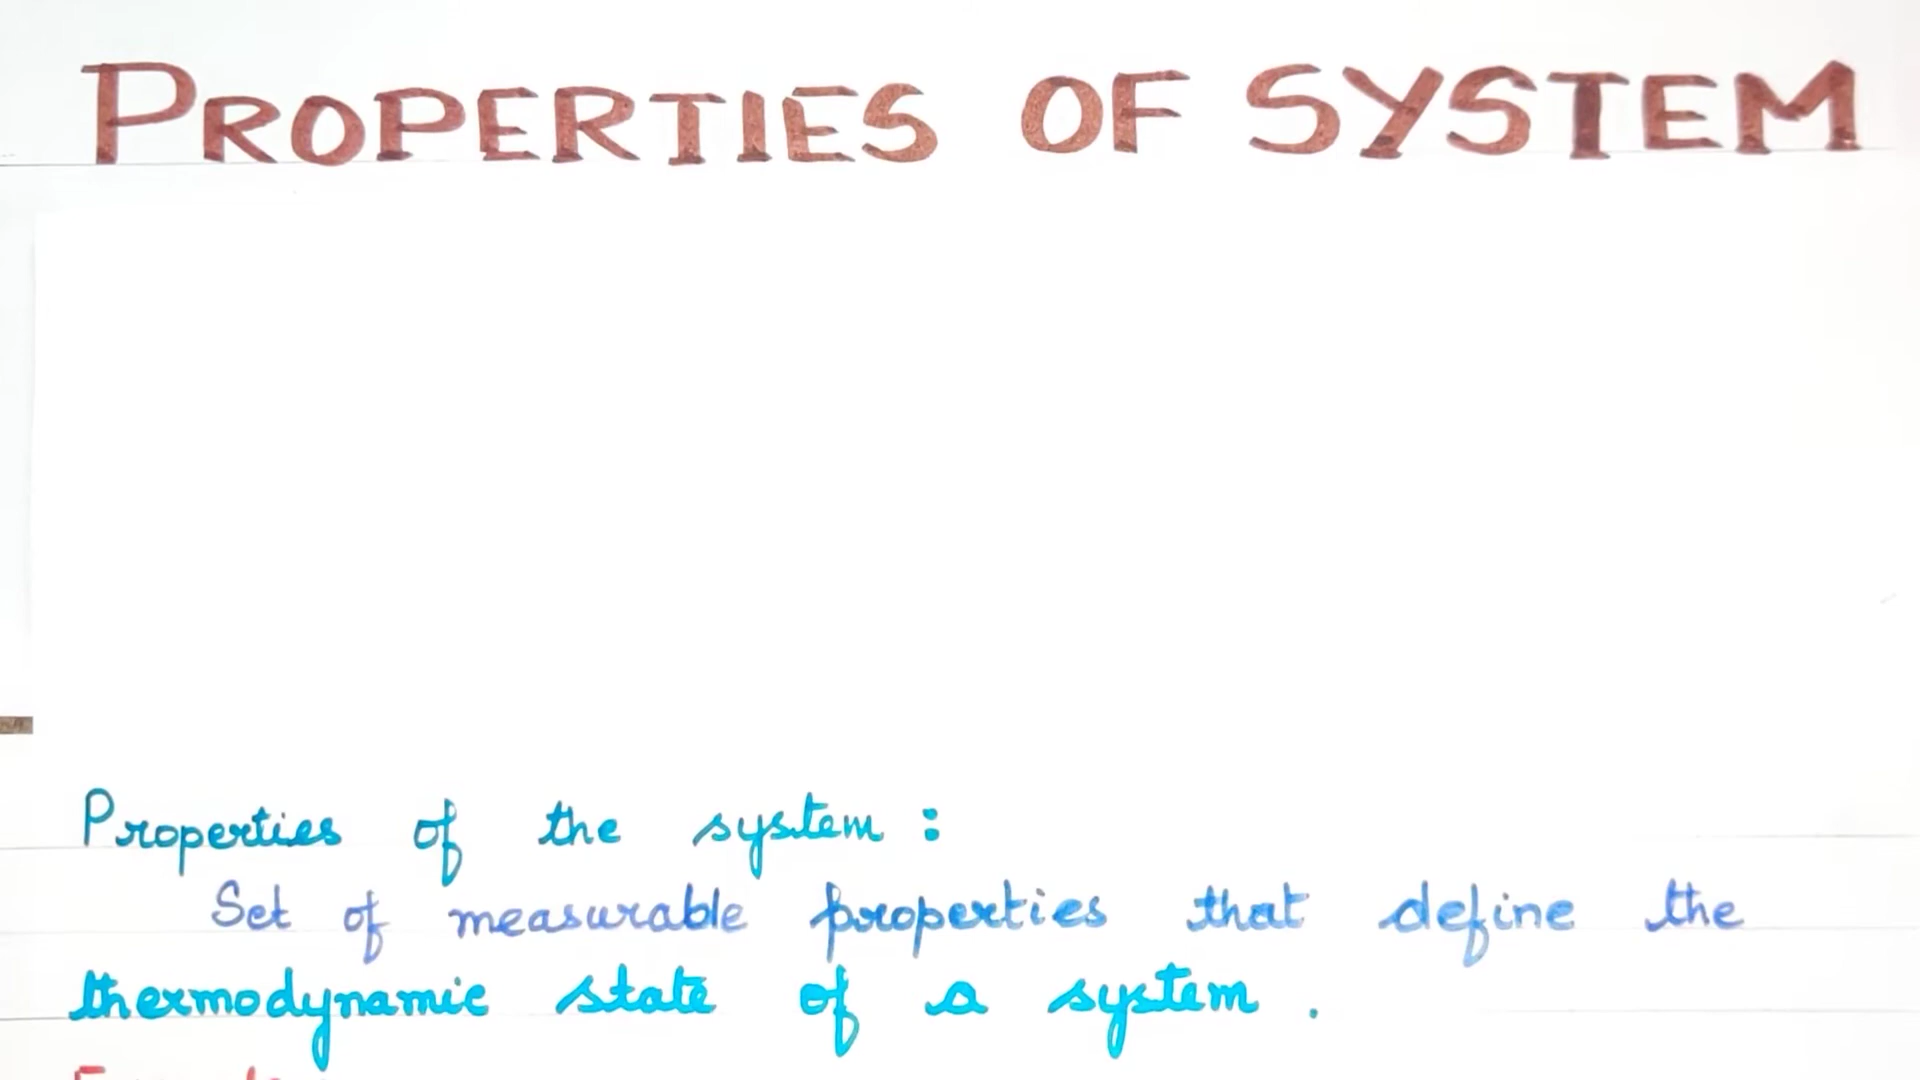 PROPERTIES OF SYSTEM
Properties of the system :
Set of measurable properties that define the
thermodynamic state of a system .